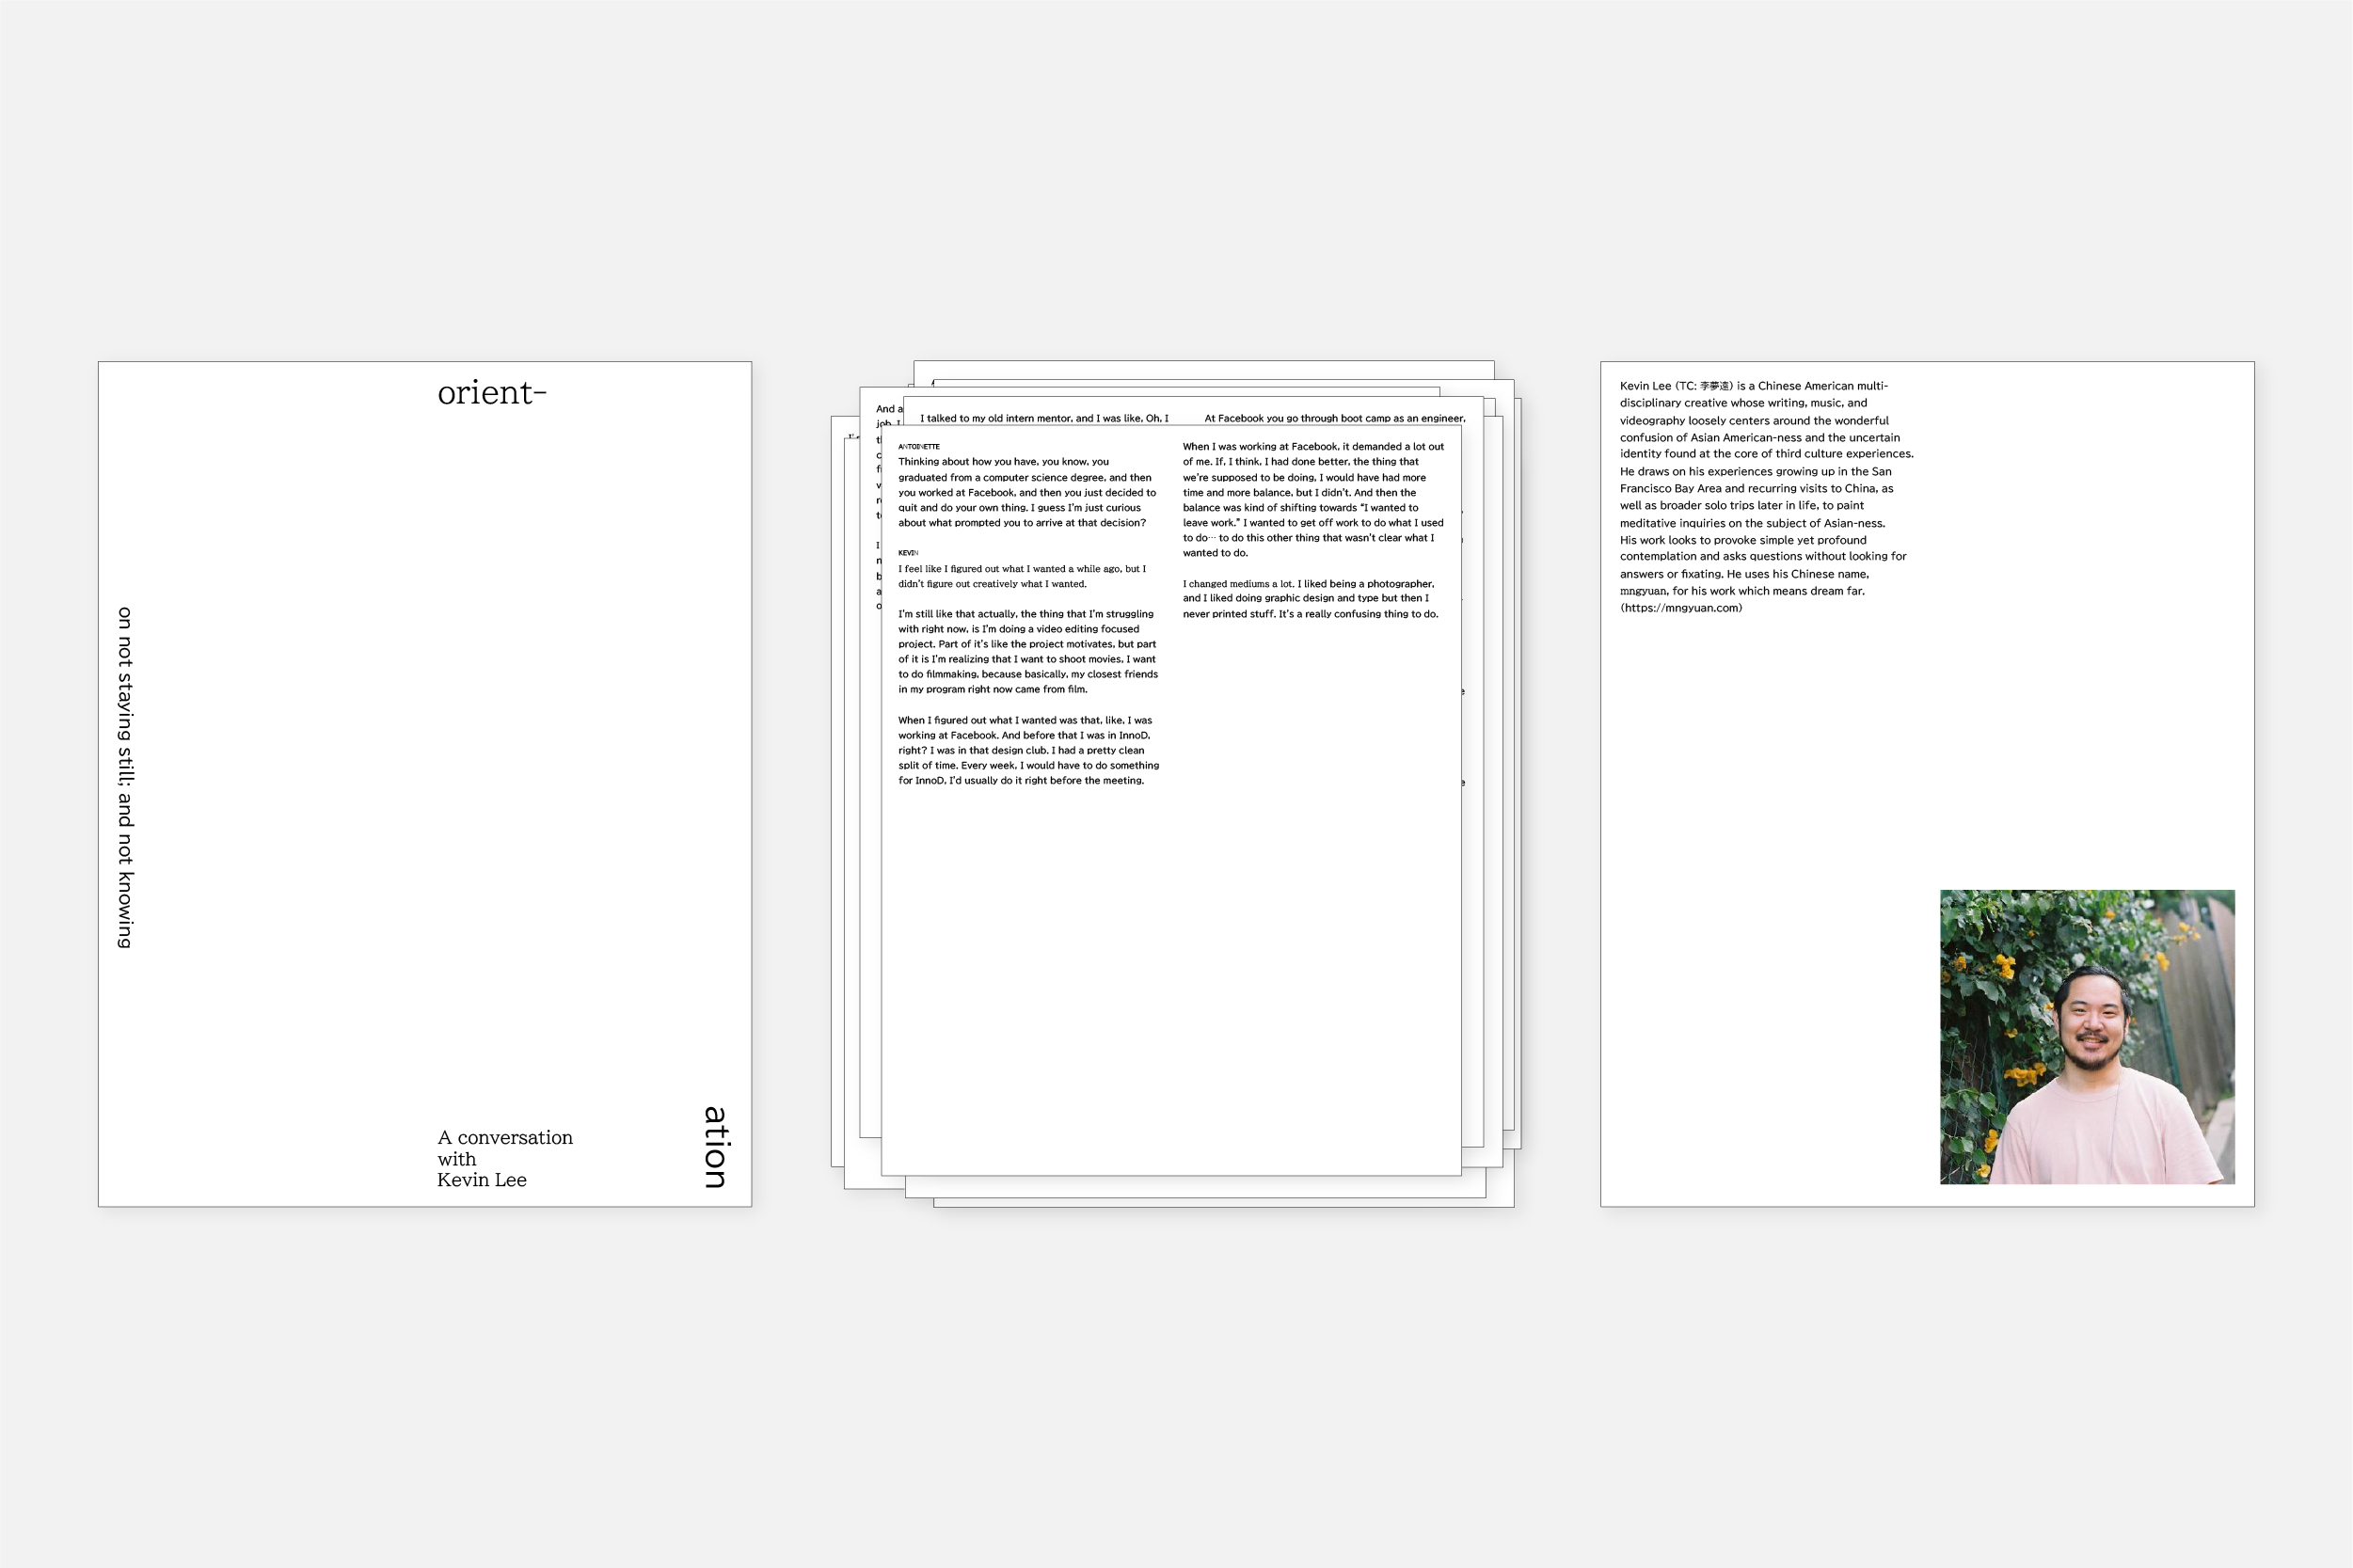 orient-
on not staying still; and not knowing
A conversation
with
Kevin Lee
ation
And a
job, I
I talked to my old intern mentor, and I was like, Oh, I
At Facebook you go through boot camp as an engineer,
ANTOINETTE
Thinking about how you have, you know, you
graduated from a computer science degree, and then
you worked at Facebook, and then you just decided to
quit and do your own thing. I guess I'm just curious
about what prompted you to arrive at that decision?
KEVIN
I feel like I figured out what I wanted a while ago, but I
didn't figure out creatively what I wanted.
I'm still like that actually, the thing that I'm struggling
with right now, is I'm doing a video editing focused
project. Part of it's like the project motivates, but part
of it is I'm realizing that I want to shoot movies, I want
to do filmmaking, because basically, my closest friends
in my program right now came from film.
When I figured out what I wanted was that, like, I was
working at Facebook. And before that I was in InnoD,
right? I was in that design club. I had a pretty clean
split of time. Every week, I would have to do something
for InnoD, I'd usually do it right before the meeting.
When I was working at Facebook, it demanded a lot out
of me. If, I think, I had done better, the thing that
we're supposed to be doing, I would have had more
time and more balance, but I didn't. And then the
balance was kind of shifting towards “I wanted to
leave work.” I wanted to get off work to do what I used
to do… to do this other thing that wasn't clear what I
wanted to do.
I changed mediums a lot. I liked being a photographer,
and I liked doing graphic design and type but then I
never printed stuff. It's a really confusing thing to do.
Kevin Lee (TC: 李夢遠) is a Chinese American multi-
disciplinary creative whose writing, music, and
videography loosely centers around the wonderful
confusion of Asian American-ness and the uncertain
identity found at the core of third culture experiences.
He draws on his experiences growing up in the San
Francisco Bay Area and recurring visits to China, as
well as broader solo trips later in life, to paint
meditative inquiries on the subject of Asian-ness.
His work looks to provoke simple yet profound
contemplation and asks questions without looking for
answers or fixating. He uses his Chinese name,
mngyuan, for his work which means dream far.
(https://mngyuan.com)